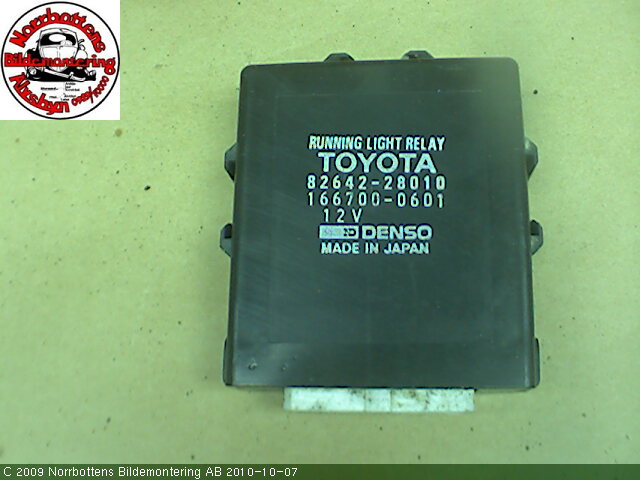 Norrbottens
Bildemontering
Alvsbyn
RUNNING LIGHT RELAY
TOYOTA
82642-28010
166700-0601
12V
DENSO
MADE IN JAPAN
C 2009 Norrbottens Bildemontering AB 2010-10-07